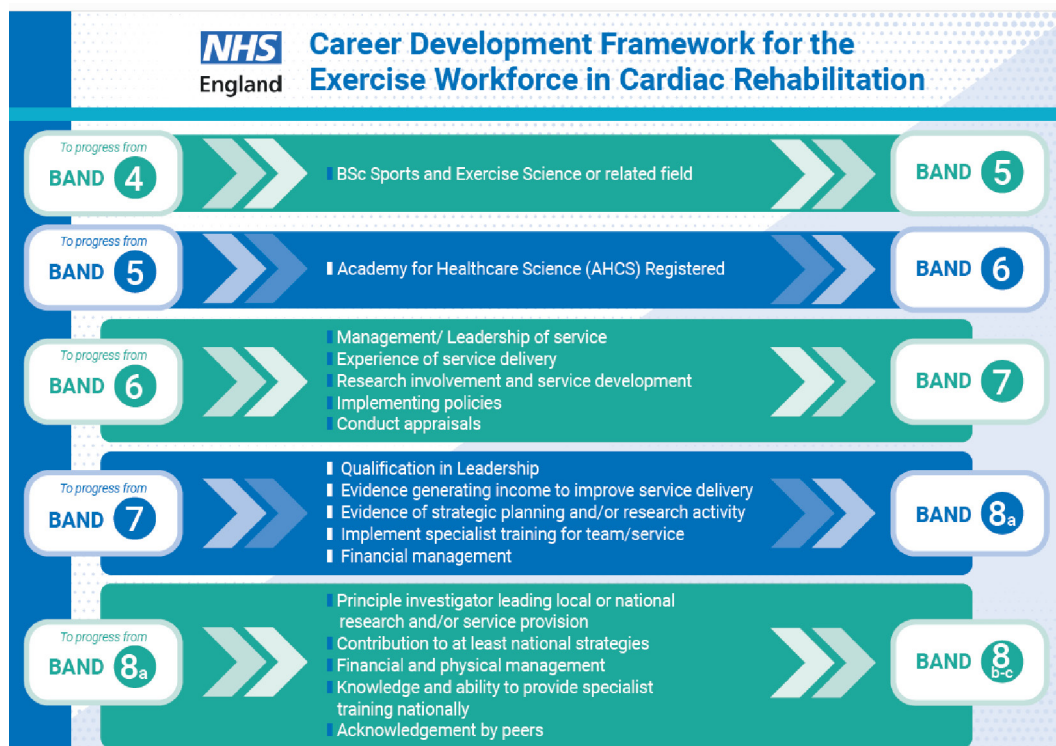 NHS
England
Career Development Framework for the
Exercise Workforce in Cardiac Rehabilitation
To progress from
BAND 4
BSc Sports and Exercise Science or related field
BAND 5
To progress from
BAND 5
Academy for Healthcare Science (AHCS) Registered
BAND 6
To progress from
BAND 6
Management/ Leadership of service
Experience of service delivery
Research involvement and service development
Implementing policies
Conduct appraisals
BAND 7
To progress from
BAND 7
Qualification in Leadership
Evidence generating income to improve service delivery
Evidence of strategic planning and/or research activity
Implement specialist training for team/service
Financial management
BAND 8a
To progress from
BAND 8a
Principle investigator leading local or national
research and/or service provision
Contribution to at least national strategies
Financial and physical management
Knowledge and ability to provide specialist
training nationally
Acknowledgement by peers
BAND 8 b-c